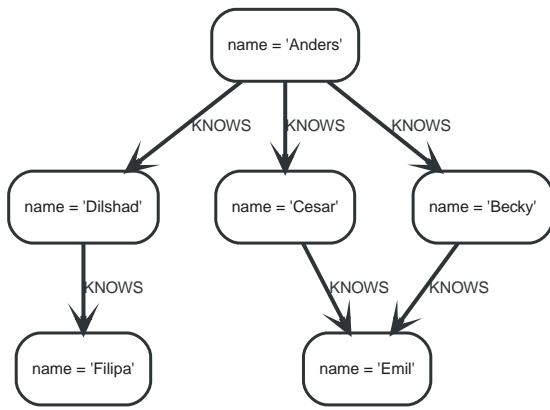 name = 'Anders'
KNOWS
KNOWS
KNOWS
name = 'Dilshad'
name = 'Cesar'
name = 'Becky'
KNOWS
KNOWS
KNOWS
name = 'Filipa'
name = 'Emil'